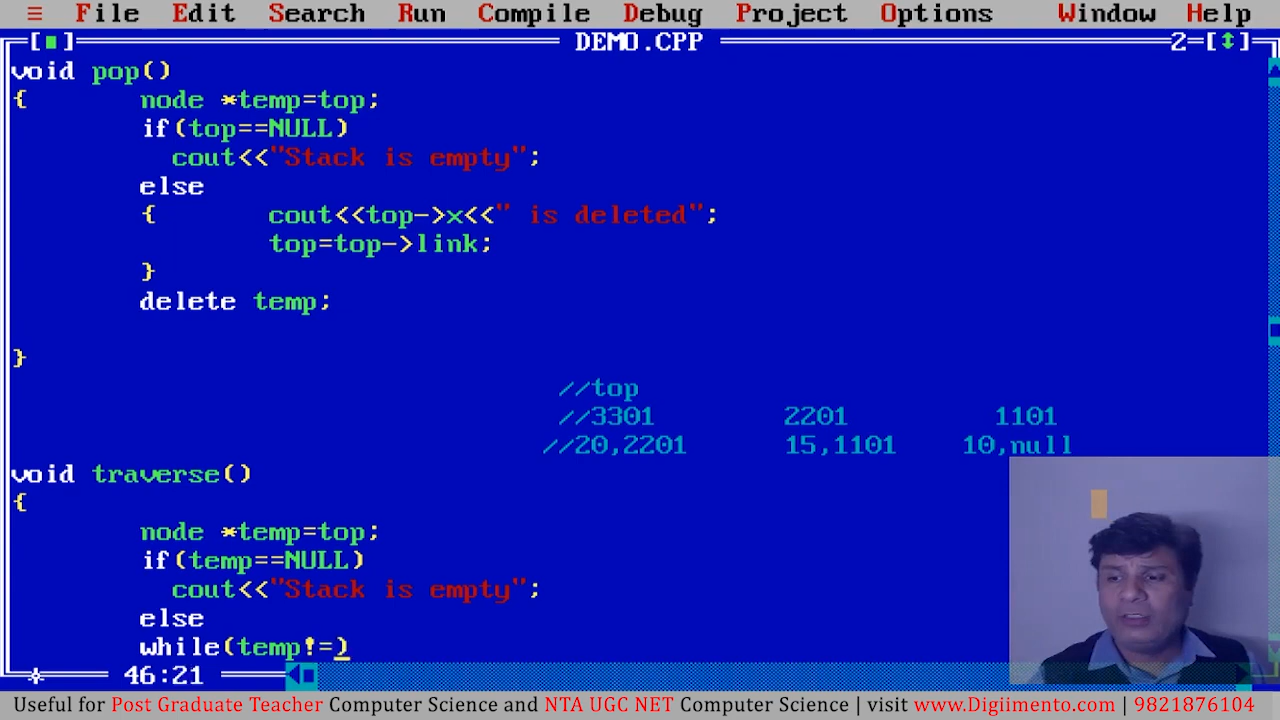 ≡ File Edit Search Run Compile Debug Project Options Window Help
[■] DEMO.CPP 2=[↕]
void pop()
{ node *temp=top;
if(top==NULL)
cout<<"Stack is empty";
else
{ cout<<top->x<<" is deleted";
top=top->link;
}
delete temp;
}
//top
//3301 2201 1101
//20,2201 15,1101 10,null
void traverse()
{
node *temp=top;
if(temp==NULL)
cout<<"Stack is empty";
else
while(temp!=)
46:21
Useful for Post Graduate Teacher Computer Science and NTA UGC NET Computer Science | visit www.Digiimento.com | 9821876104